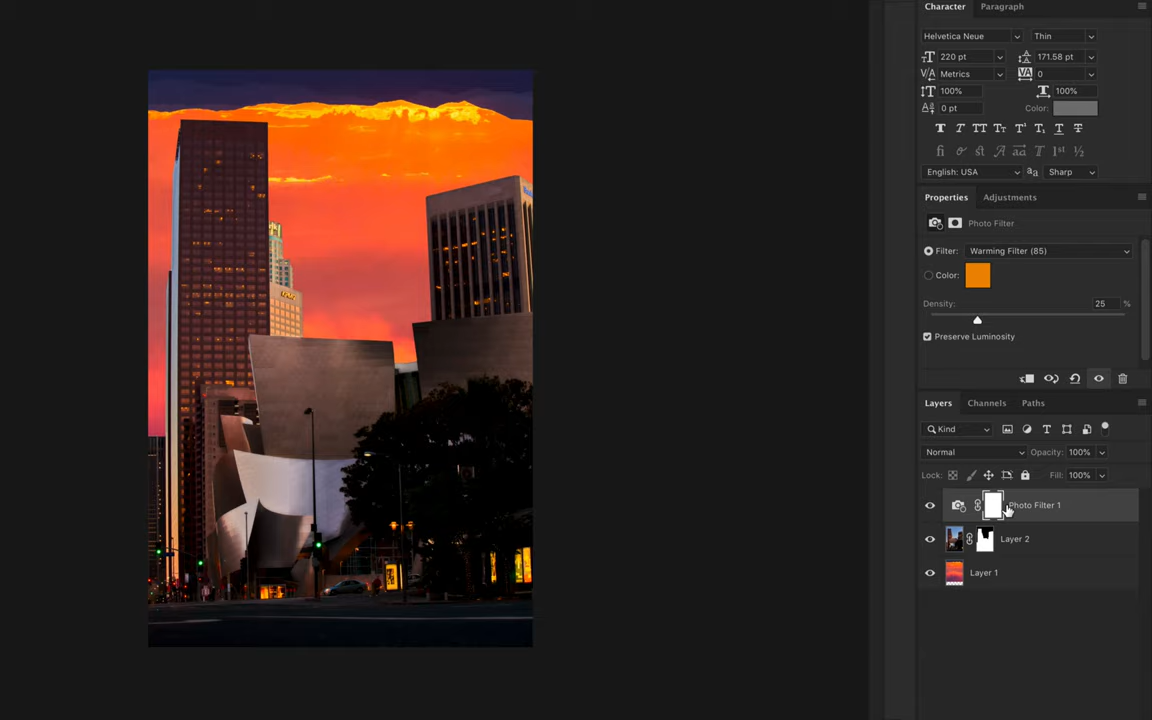 Character Paragraph
Helvetica Neue Thin
220 pt 171.58 pt
Metrics 0
100% 100%
0 pt Color:
English: USA Sharp
Properties Adjustments
Photo Filter
Filter: Warming Filter (85)
Color:
Density: 25 %
Preserve Luminosity
Layers Channels Paths
Kind
Normal Opacity: 100%
Lock: Fill: 100%
Photo Filter 1
Layer 2
Layer 1